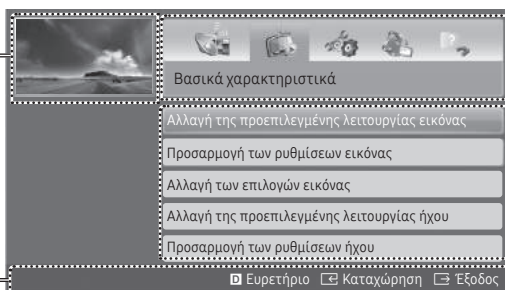 Βασικά χαρακτηριστικά
Αλλαγή της προεπιλεγμένης λειτουργίας εικόνας
Προσαρμογή των ρυθμίσεων εικόνας
Αλλαγή των επιλογών εικόνας
Αλλαγή της προεπιλεγμένης λειτουργίας ήχου
Προσαρμογή των ρυθμίσεων ήχου
D Ευρετήριο Καταχώρηση Έξοδος